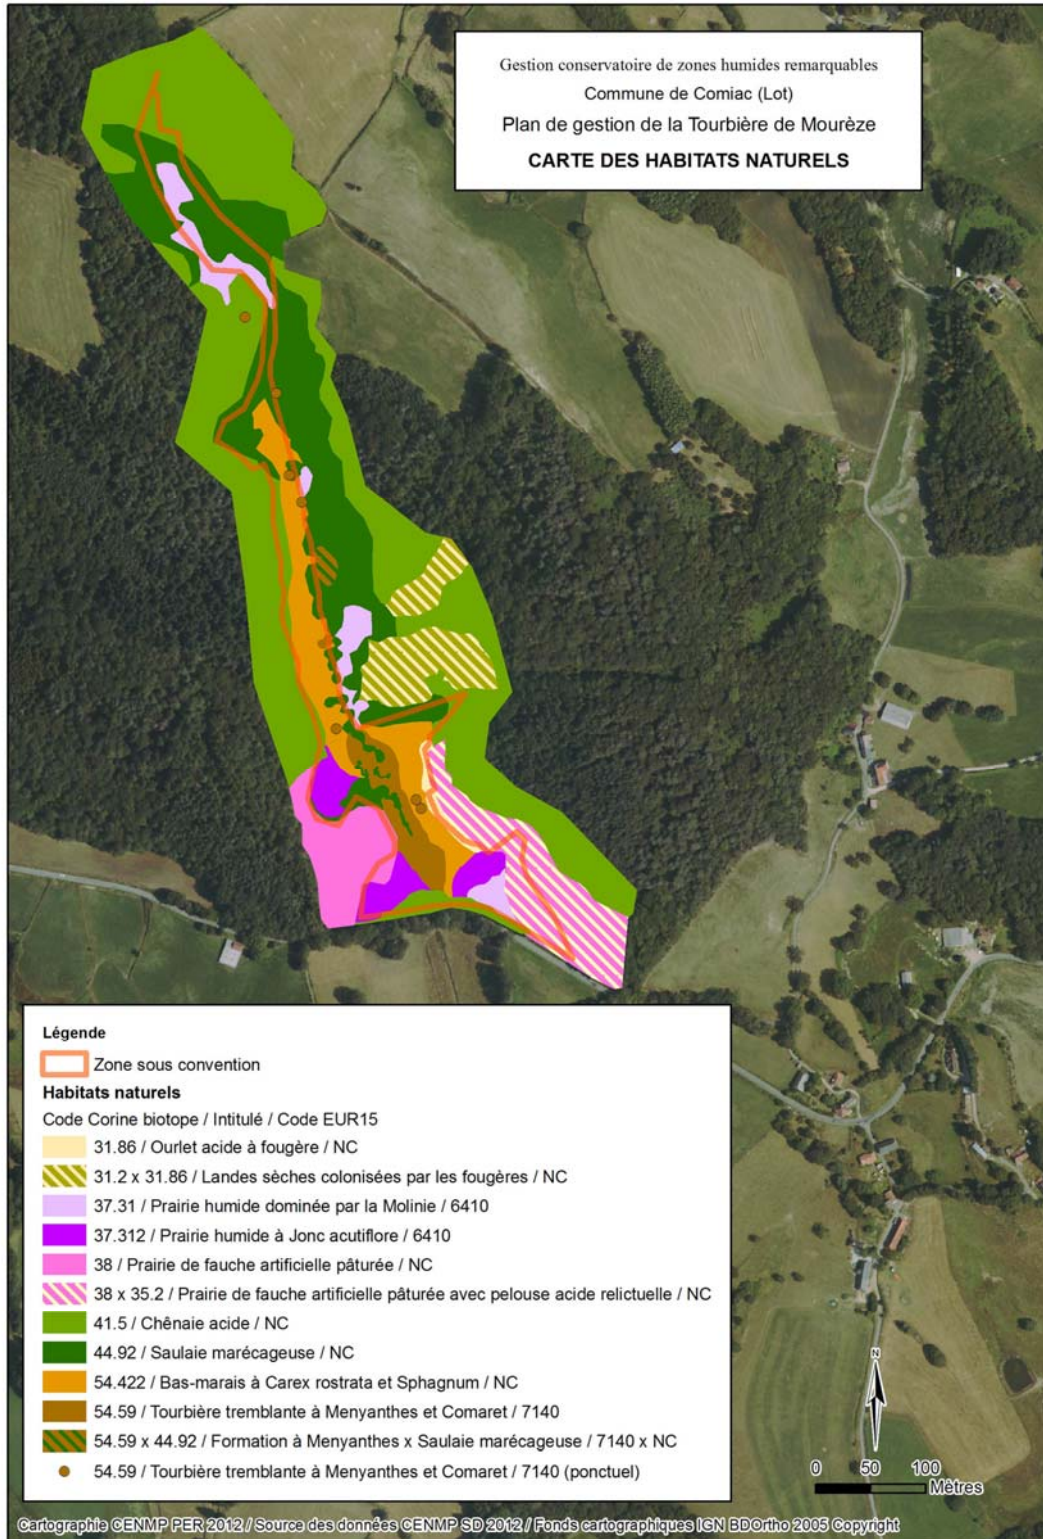 Gestion conservatoire de zones humides remarquables
Commune de Comiac (Lot)
Plan de gestion de la Tourbière de Mourèze
CARTE DES HABITATS NATURELS
Légende
Zone sous convention
Habitats naturels
Code Corine biotope / Intitulé / Code EUR15
31.86 / Ourlet acide à fougère / NC
31.2 x 31.86 / Landes sèches colonisées par les fougères / NC
37.31 / Prairie humide dominée par la Molinie / 6410
37.312 / Prairie humide à Jonc acutiflore / 6410
38 / Prairie de fauche artificielle pâturée / NC
38 x 35.2 / Prairie de fauche artificielle pâturée avec pelouse acide relictuelle / NC
41.5 / Chênaie acide / NC
44.92 / Saulaie marécageuse / NC
54.422 / Bas-marais à Carex rostrata et Sphagnum / NC
54.59 / Tourbière tremblante à Menyanthes et Comaret / 7140
54.59 x 44.92 / Formation à Menyanthes x Saulaie marécageuse / 7140 x NC
54.59 / Tourbière tremblante à Menyanthes et Comaret / 7140 (ponctuel)
N
0 50 100
Mètres
Cartographie CENMP PER 2012 / Source des données CENMP SD 2012 / Fonds cartographiques IGN BDOrtho 2005 Copyright